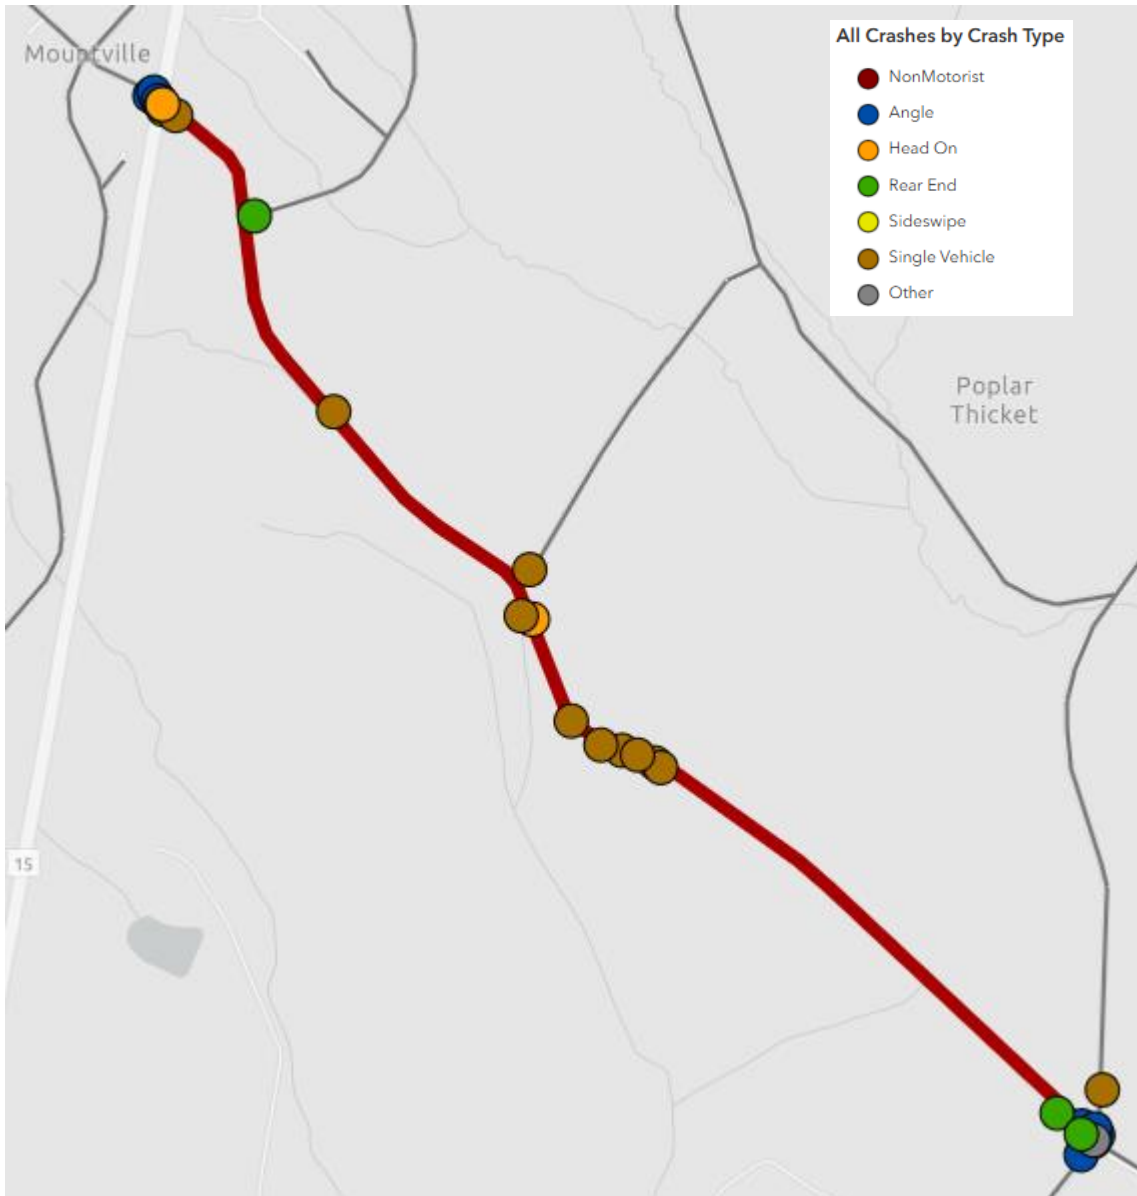 Mountville
All Crashes by Crash Type
NonMotorist
Angle
Head On
Rear End
Sideswipe
Single Vehicle
Other
Poplar
Thicket
15